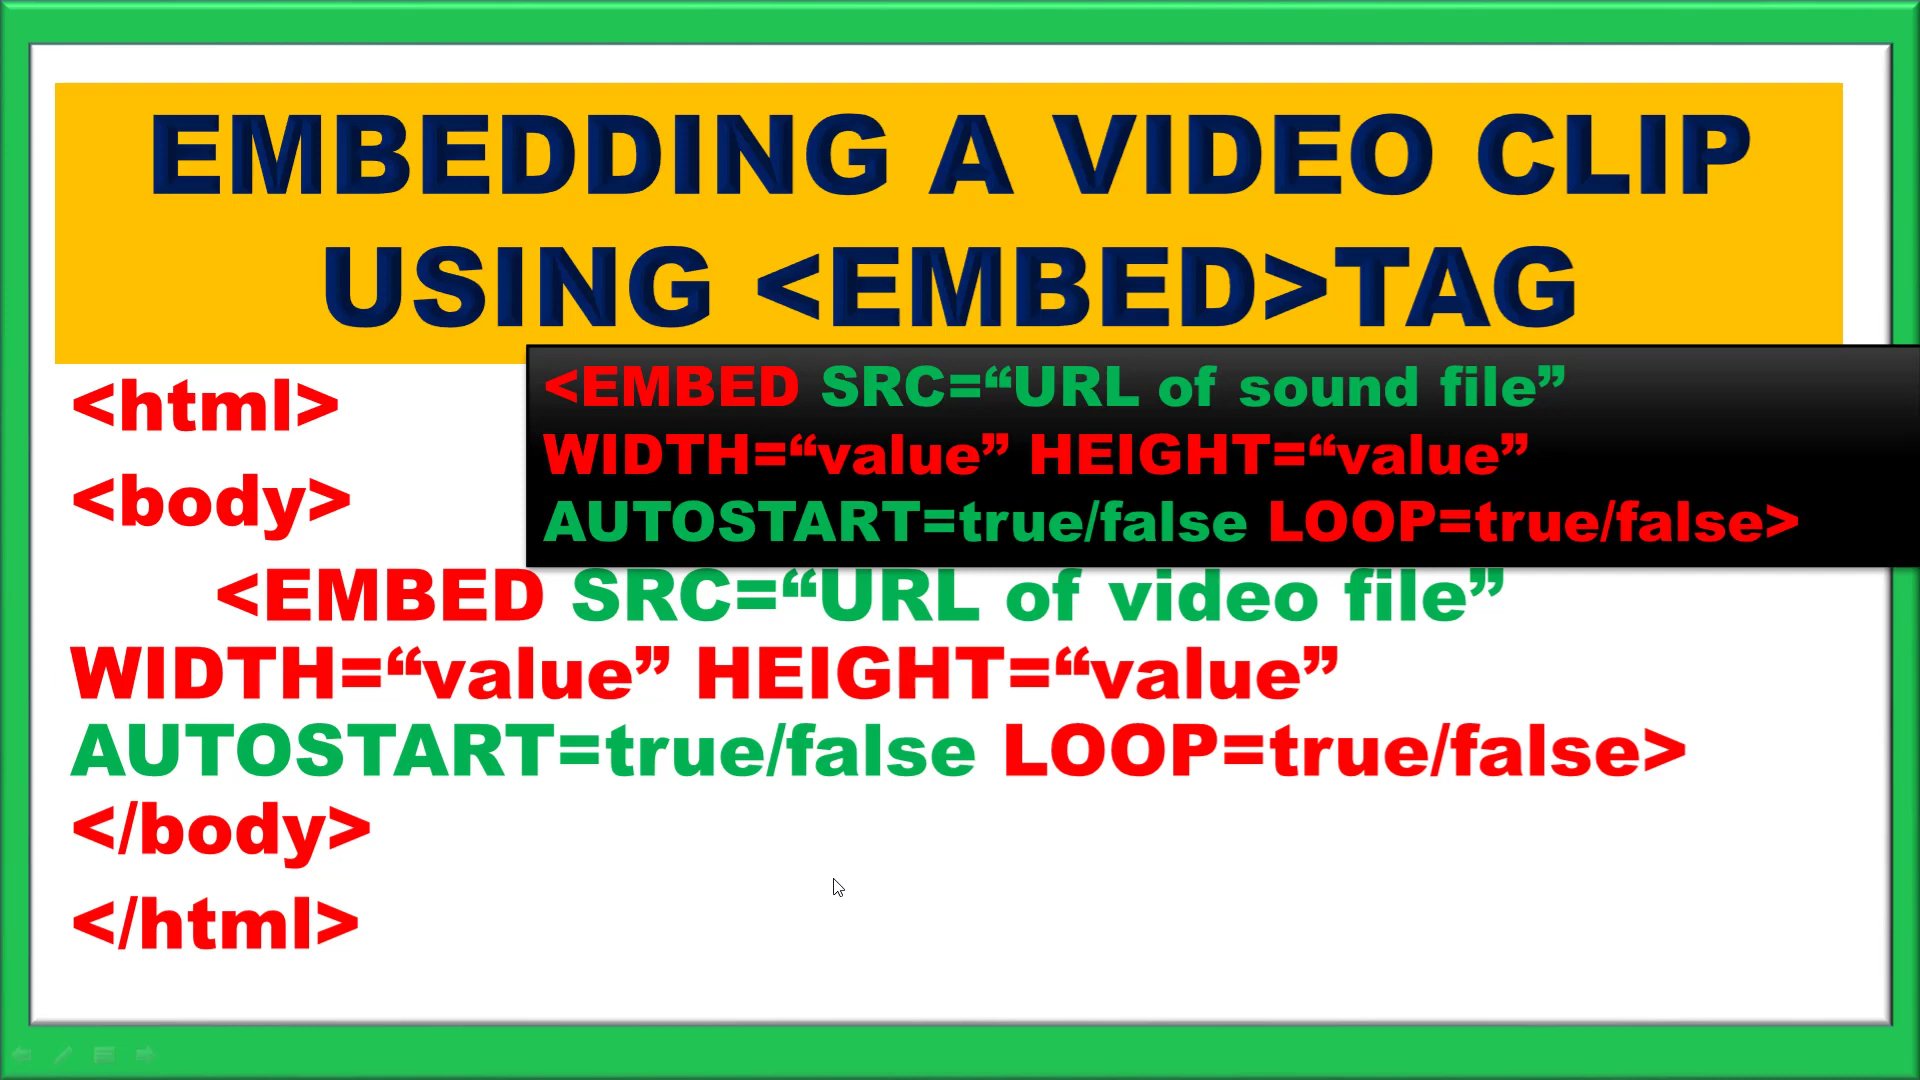 EMBEDDING A VIDEO CLIP
USING <EMBED>TAG
<html>
<body>
<EMBED SRC=“URL of sound file”
WIDTH=“value” HEIGHT=“value”
AUTOSTART=true/false LOOP=true/false>
<EMBED SRC=“URL of video file”
WIDTH=“value” HEIGHT=“value”
AUTOSTART=true/false LOOP=true/false>
</body>
</html>